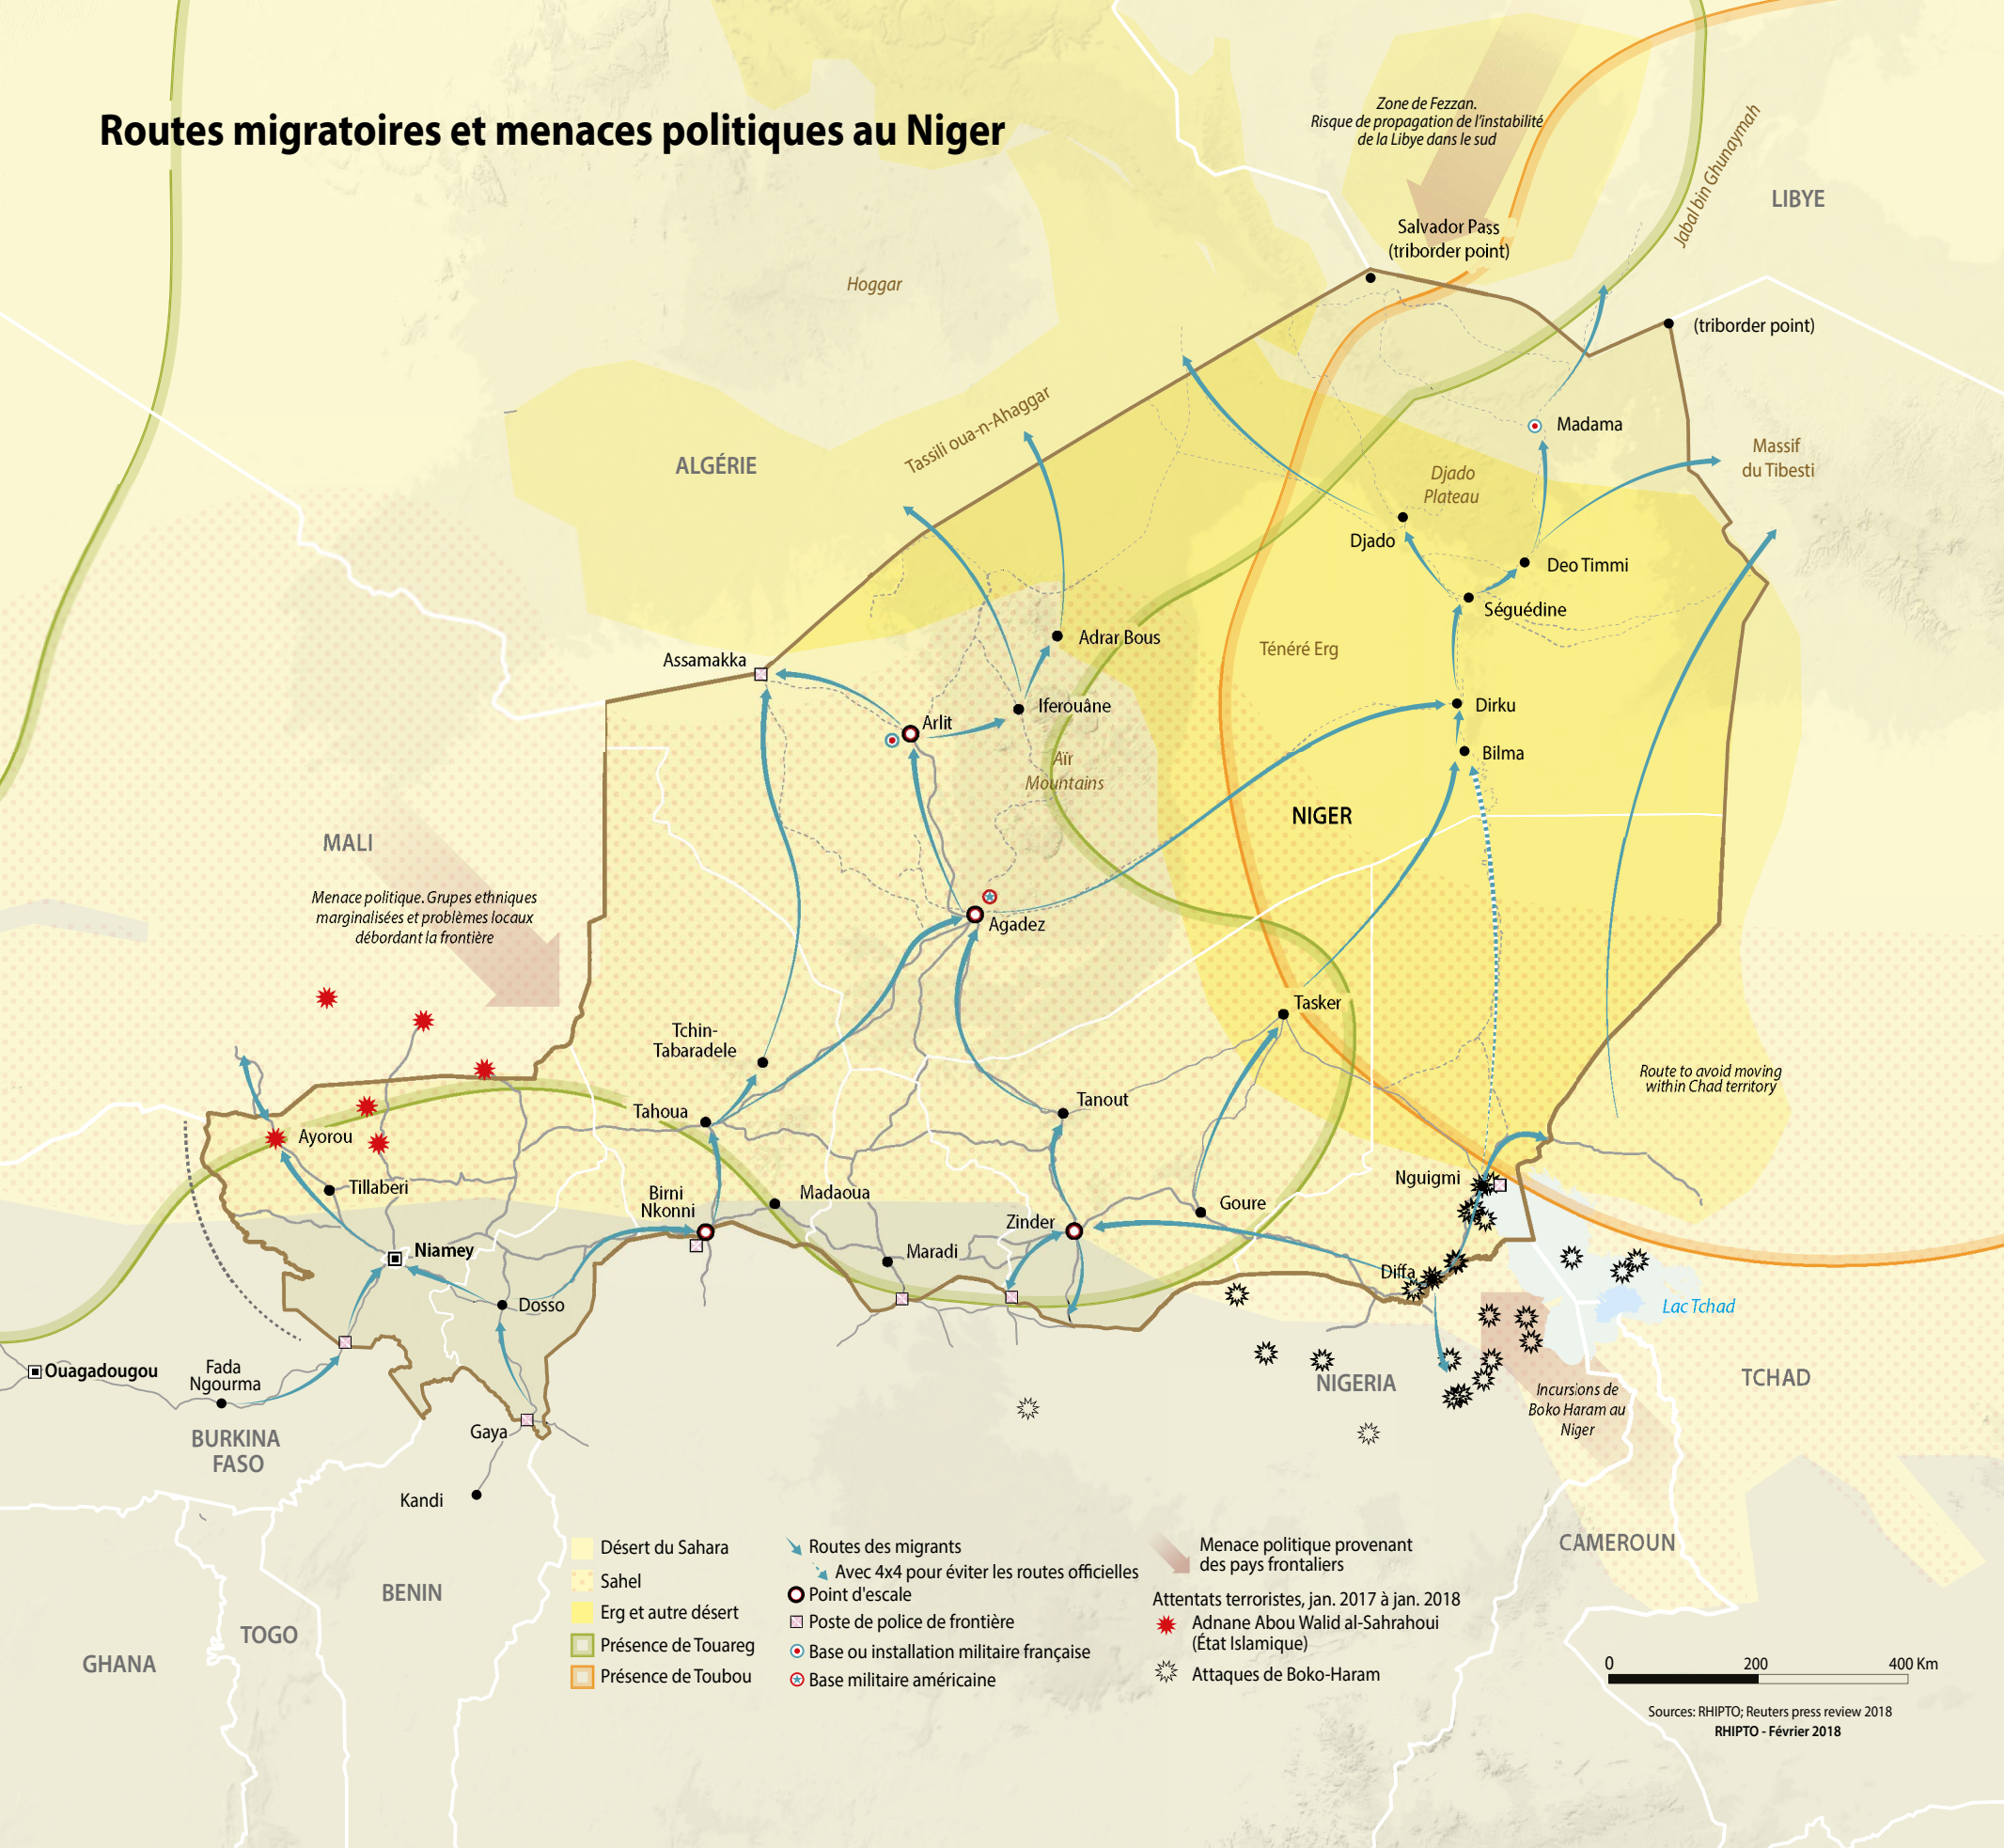 Routes migratoires et menaces politiques au Niger
Zone de Fezzan.
Risque de propagation de l'instabilité
de la Libye dans le sud
Jabal bin Ghunaymah
LIBYE
Salvador Pass
(triborder point)
Hoggar
(triborder point)
Tassili oua-n-Ahaggar
ALGÉRIE
Madama
Massif
du Tibesti
Djado
Plateau
Djado
Deo Timmi
Séguédine
Adrar Bous
Ténéré Erg
Assamakka
Iferouâne
Arlit
Dirku
Bilma
Aïr
Mountains
NIGER
MALI
Menace politique. Grupes ethniques
marginalisées et problèmes locaux
débordant la frontière
Agadez
Tasker
Tchin-
Tabaradele
Route to avoid moving
within Chad territory
Tahoua
Tanout
Ayorou
Tillaberi
Nguigmi
Birni
Nkonni
Madaoua
Goure
Zinder
Niamey
Maradi
Diffa
Dosso
Lac Tchad
Ouagadougou
Fada
Ngourma
NIGERIA
TCHAD
Incursions de
Boko Haram au
Niger
BURKINA
FASO
Gaya
Kandi
CAMEROUN
BENIN
TOGO
GHANA
Désert du Sahara
Sahel
Erg et autre désert
Présence de Touareg
Présence de Toubou
Routes des migrants
Avec 4x4 pour éviter les routes officielles
Point d'escale
Poste de police de frontière
Base ou installation militaire française
Base militaire américaine
Menace politique provenant
des pays frontaliers
Attentats terroristes, jan. 2017 à jan. 2018
Adnane Abou Walid al-Sahrahoui
(État Islamique)
Attaques de Boko-Haram
0 200 400 Km
Sources: RHIPTO; Reuters press review 2018
RHIPTO - Février 2018